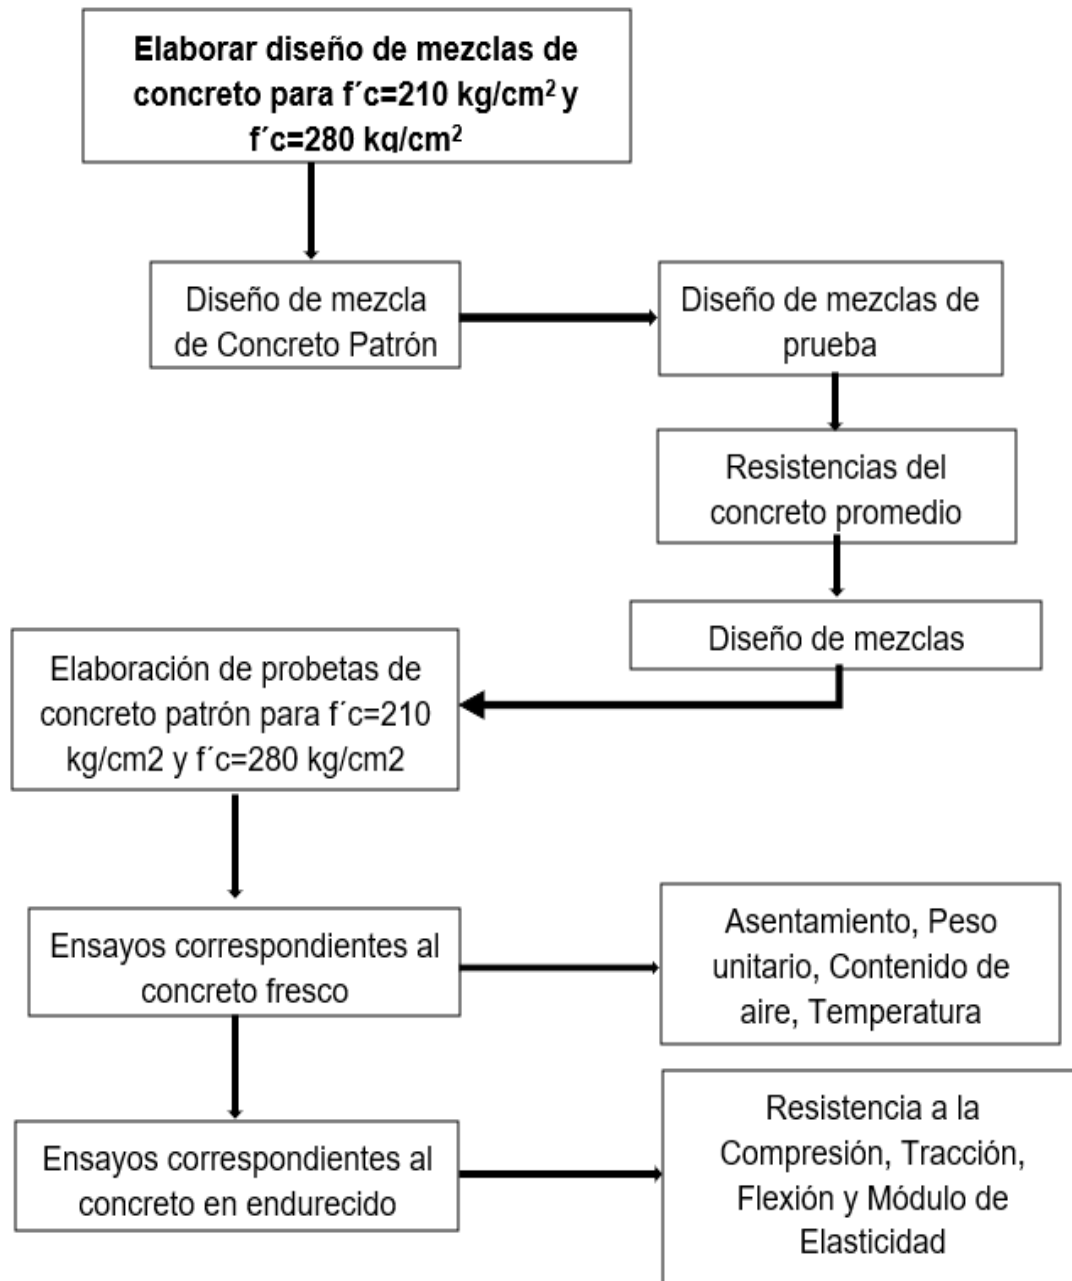 Elaborar diseño de mezclas de
concreto para f´c=210 kg/cm² y
f´c=280 kg/cm²
Diseño de mezcla
de Concreto Patrón
Diseño de mezclas de
prueba
Resistencias del
concreto promedio
Diseño de mezclas
Elaboración de probetas de
concreto patrón para f´c=210
kg/cm2 y f´c=280 kg/cm2
Ensayos correspondientes al
concreto fresco
Asentamiento, Peso
unitario, Contenido de
aire, Temperatura
Ensayos correspondientes al
concreto en endurecido
Resistencia a la
Compresión, Tracción,
Flexión y Módulo de
Elasticidad